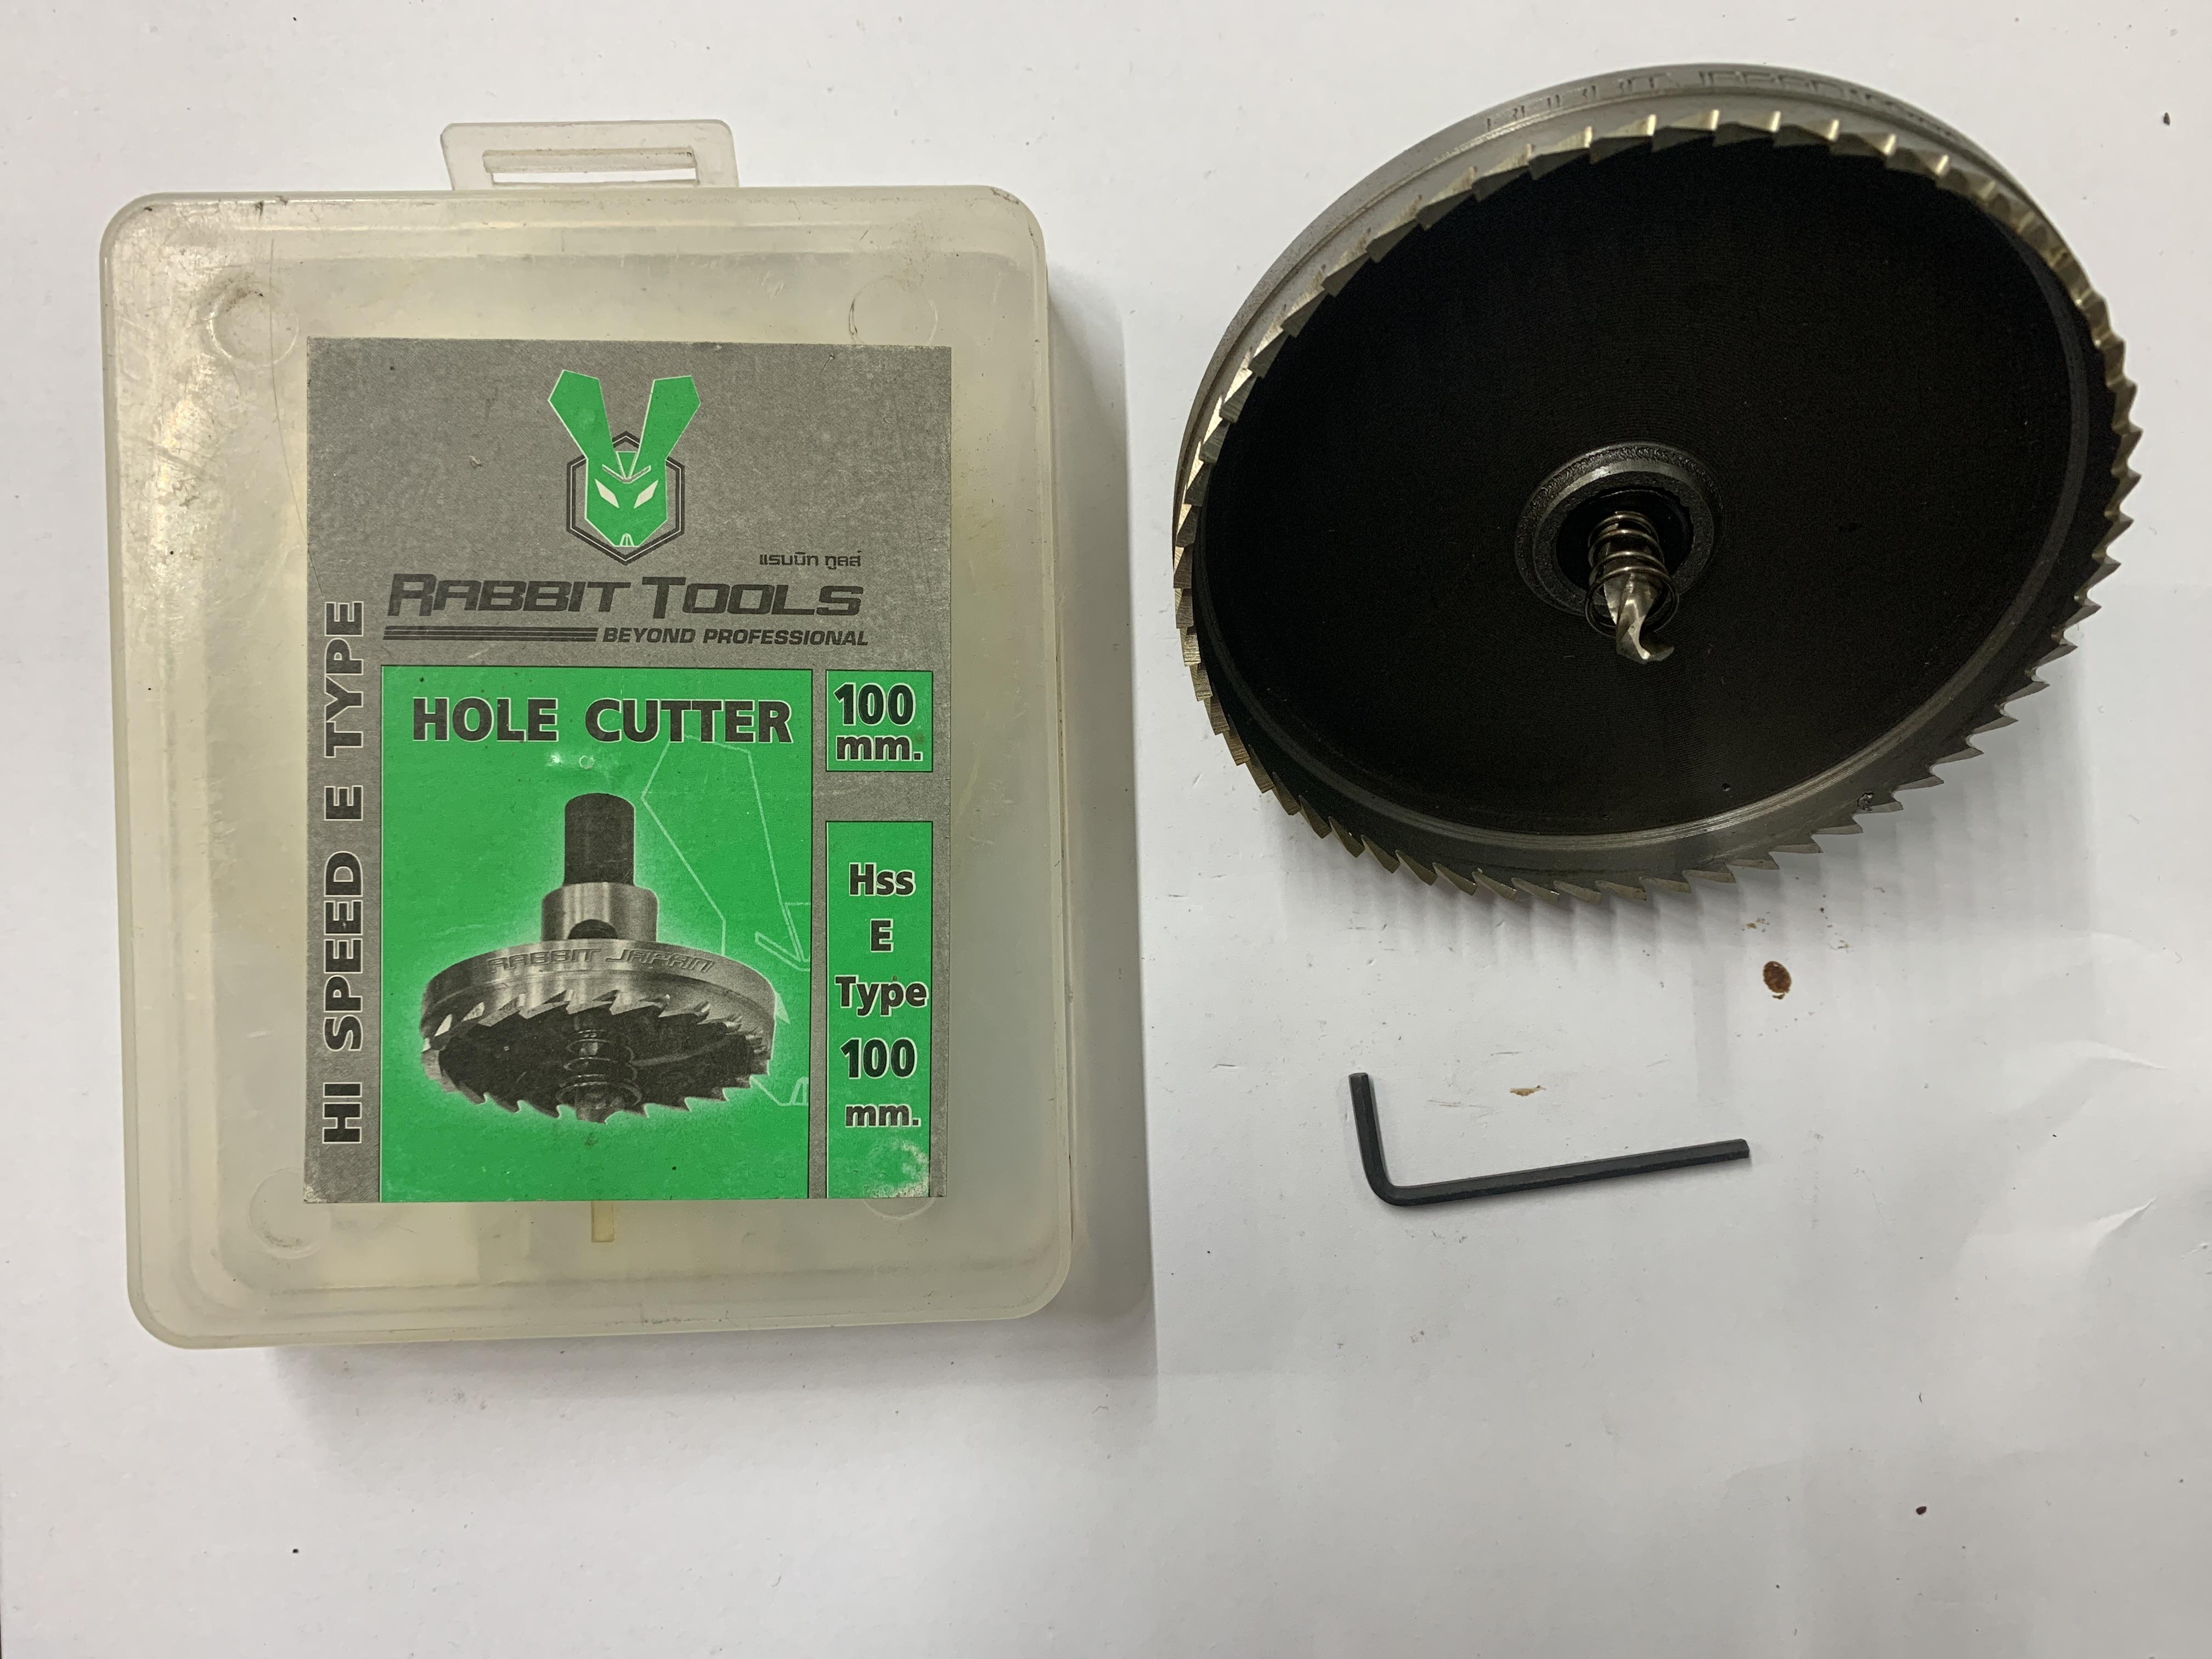 แรบบิท ทูลส์
RABBIT TOOLS
BEYOND PROFESSIONAL
HI SPEED E TYPE
HOLE CUTTER
100
mm.
RABBIT JAPAN
Hss
E
Type
100
mm.